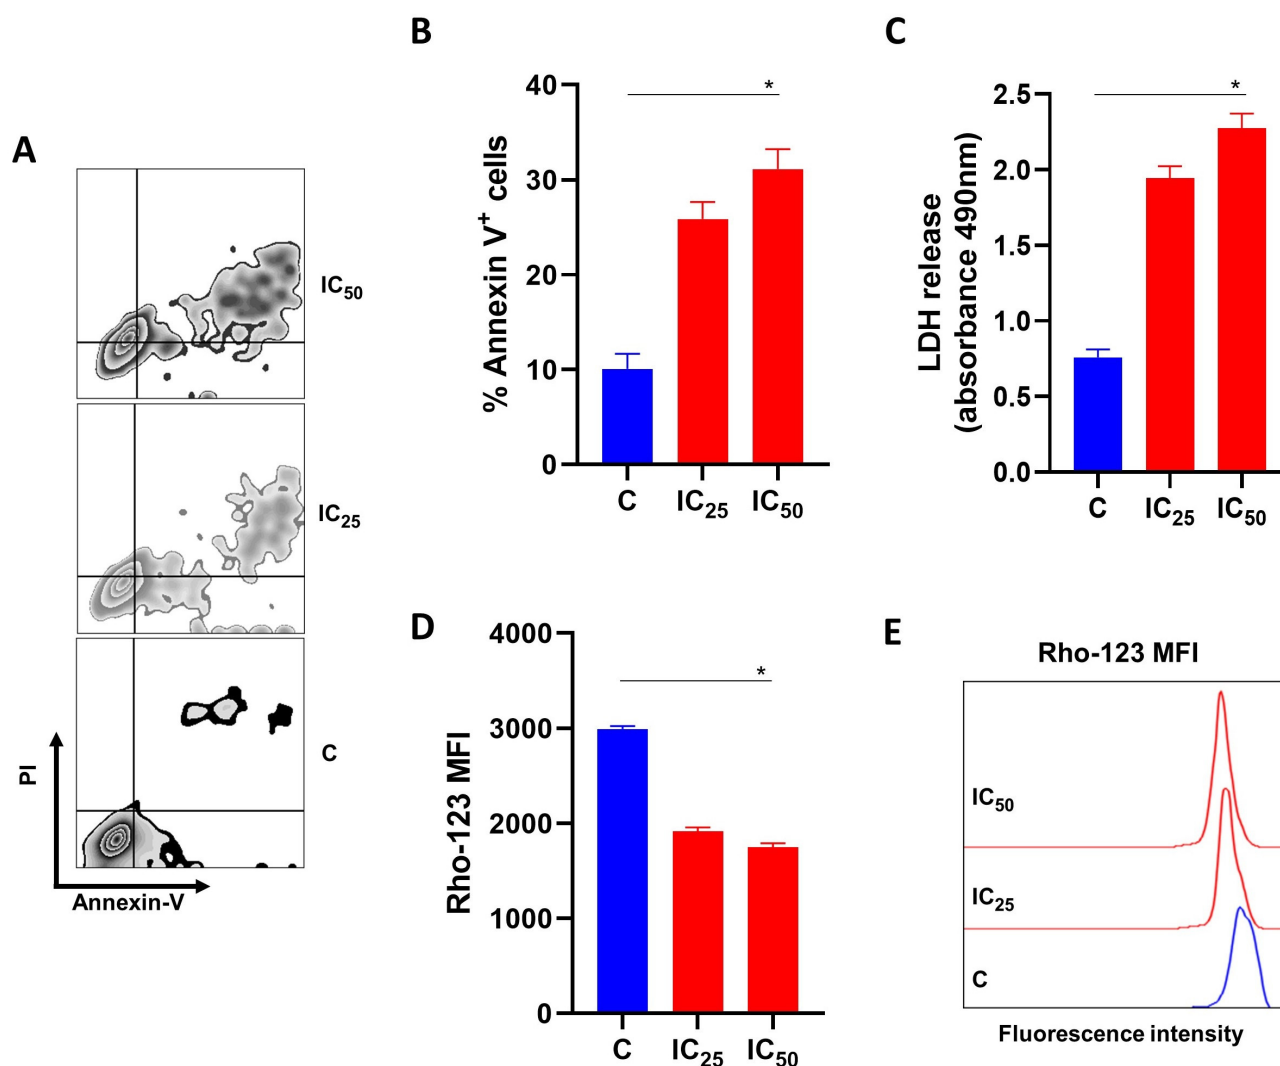 A
IC50
IC25
C
PI
Annexin-V
B
% Annexin V+ cells
40
30
20
10
0
*
C
IC25
IC50
C
LDH release
(absorbance 490nm)
2.5
2.0
1.5
1.0
0.5
0.0
*
C
IC25
IC50
D
Rho-123 MFI
4000
3000
2000
1000
0
*
C
IC25
IC50
E
Rho-123 MFI
IC50
IC25
C
Fluorescence intensity